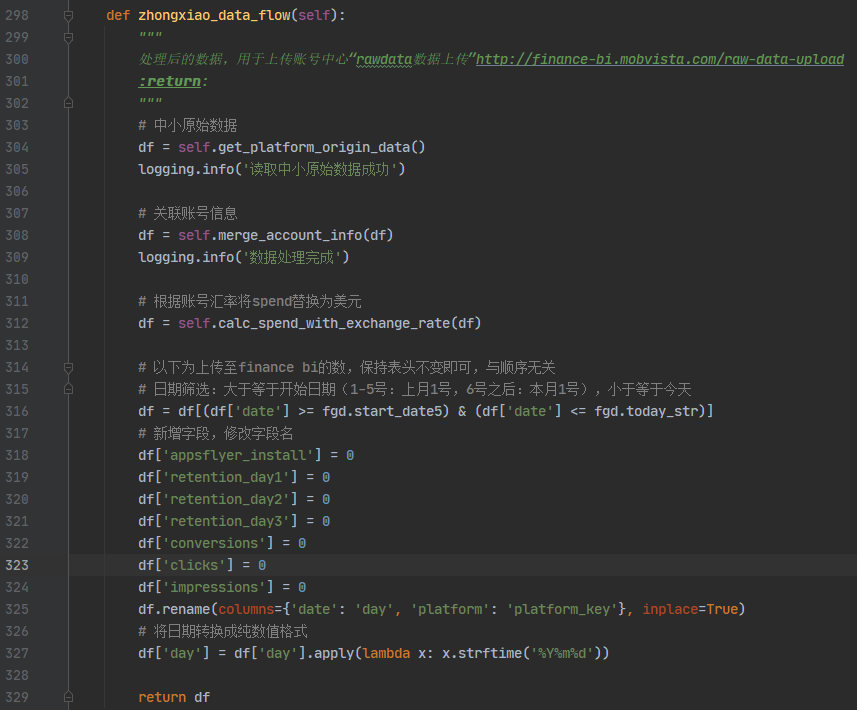 298 def zhongxiao_data_flow(self):
299 """
300 处理后的数据，用于上传账号中心“rawdata数据上传”http://finance-bi.mobvista.com/raw-data-upload
301 :return:
302 """
303 # 中小原始数据
304 df = self.get_platform_origin_data()
305 logging.info('读取中小原始数据成功')
306
307 # 关联账号信息
308 df = self.merge_account_info(df)
309 logging.info('数据处理完成')
310
311 # 根据账号汇率将spend替换为美元
312 df = self.calc_spend_with_exchange_rate(df)
313
314 # 以下为上传至finance bi的数，保持表头不变即可，与顺序无关
315 # 日期筛选：大于等于开始日期（1-5号：上月1号，6号之后：本月1号），小于等于今天
316 df = df[(df['date'] >= fgd.start_date5) & (df['date'] <= fgd.today_str)]
317 # 新增字段，修改字段名
318 df['appsflyer_install'] = 0
319 df['retention_day1'] = 0
320 df['retention_day2'] = 0
321 df['retention_day3'] = 0
322 df['conversions'] = 0
323 df['clicks'] = 0
324 df['impressions'] = 0
325 df.rename(columns={'date': 'day', 'platform': 'platform_key'}, inplace=True)
326 # 将日期转换成纯数值格式
327 df['day'] = df['day'].apply(lambda x: x.strftime('%Y%m%d'))
328
329 return df